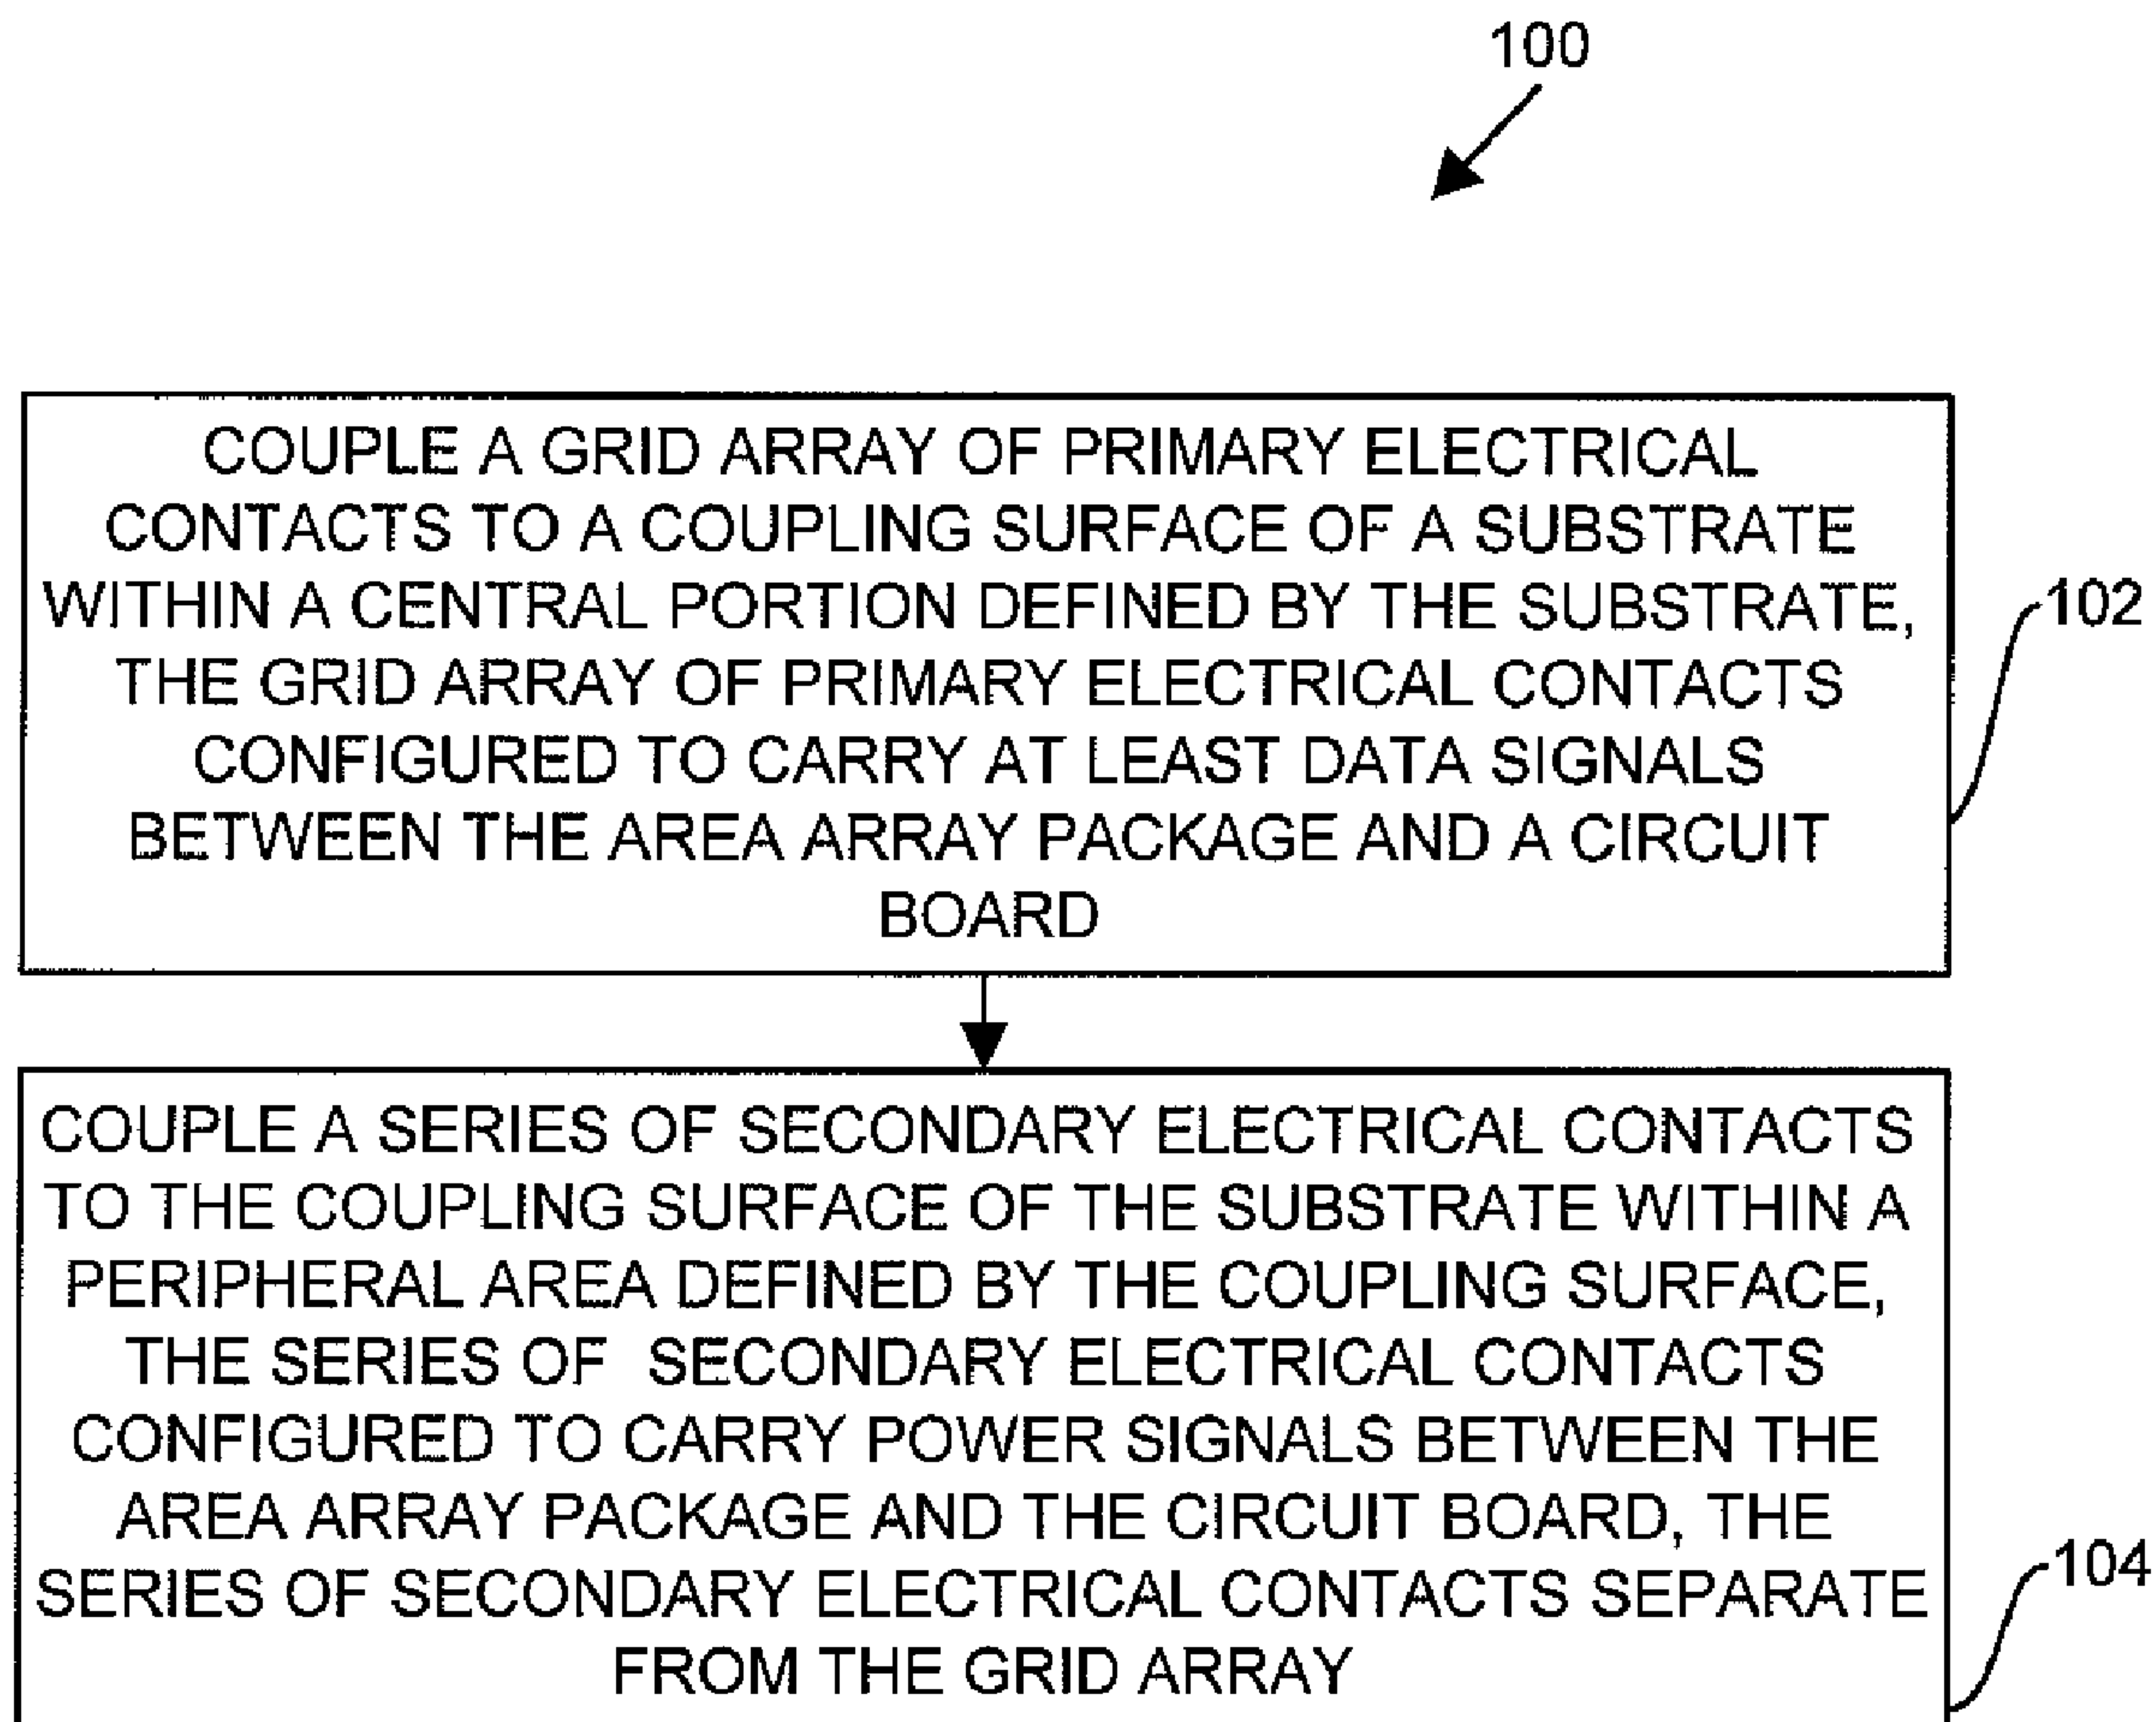 100
COUPLE A GRID ARRAY OF PRIMARY ELECTRICAL
CONTACTS TO A COUPLING SURFACE OF A SUBSTRATE
WITHIN A CENTRAL PORTION DEFINED BY THE SUBSTRATE,
THE GRID ARRAY OF PRIMARY ELECTRICAL CONTACTS
CONFIGURED TO CARRY AT LEAST DATA SIGNALS
BETWEEN THE AREA ARRAY PACKAGE AND A CIRCUIT
BOARD
102
COUPLE A SERIES OF SECONDARY ELECTRICAL CONTACTS
TO THE COUPLING SURFACE OF THE SUBSTRATE WITHIN A
PERIPHERAL AREA DEFINED BY THE COUPLING SURFACE,
THE SERIES OF SECONDARY ELECTRICAL CONTACTS
CONFIGURED TO CARRY POWER SIGNALS BETWEEN THE
AREA ARRAY PACKAGE AND THE CIRCUIT BOARD, THE
SERIES OF SECONDARY ELECTRICAL CONTACTS SEPARATE
FROM THE GRID ARRAY
104